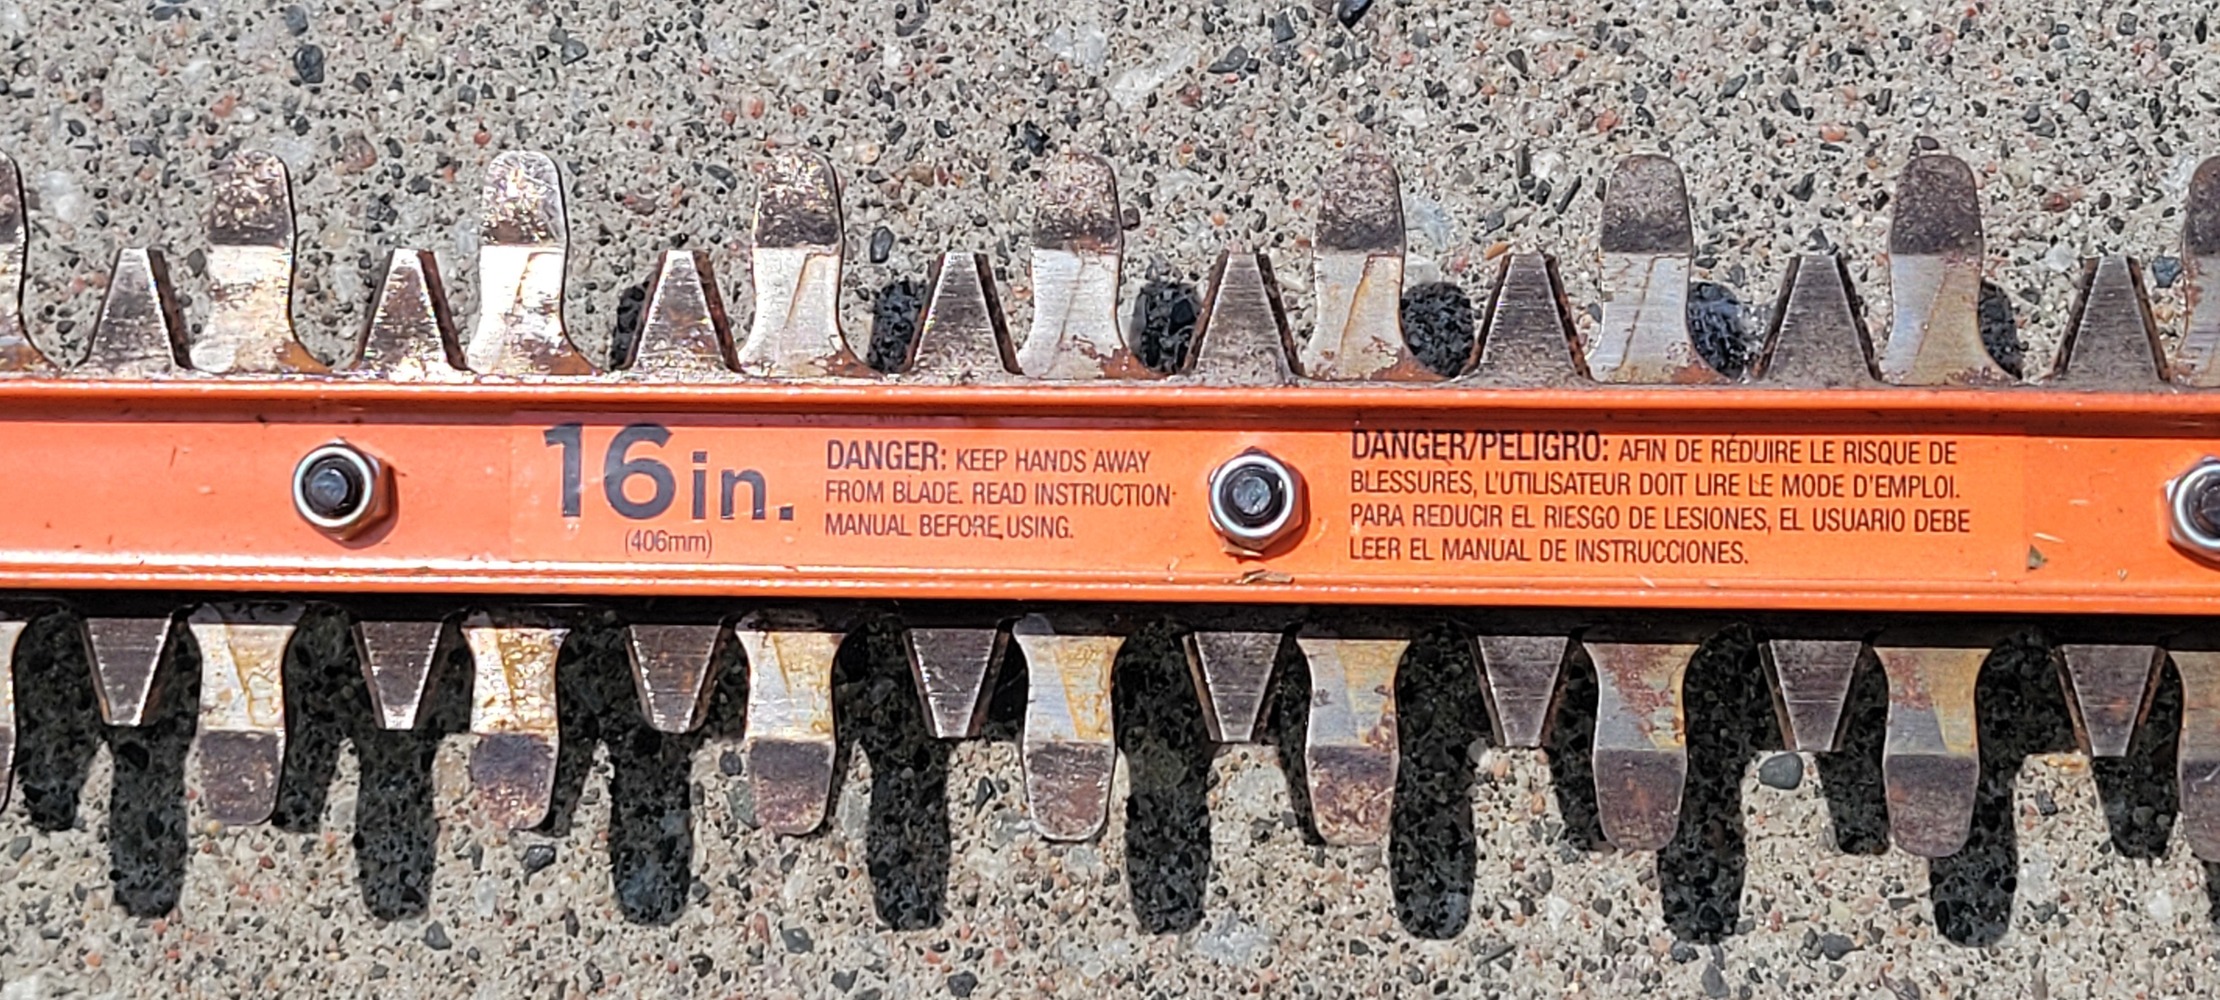 16in.
(406mm)
DANGER: KEEP HANDS AWAY
FROM BLADE. READ INSTRUCTION
MANUAL BEFORE USING.
DANGER/PELIGRO: AFIN DE RÉDUIRE LE RISQUE DE
BLESSURES, L'UTILISATEUR DOIT LIRE LE MODE D'EMPLOI.
PARA REDUCIR EL RIESGO DE LESIONES, EL USUARIO DEBE
LEER EL MANUAL DE INSTRUCCIONES.